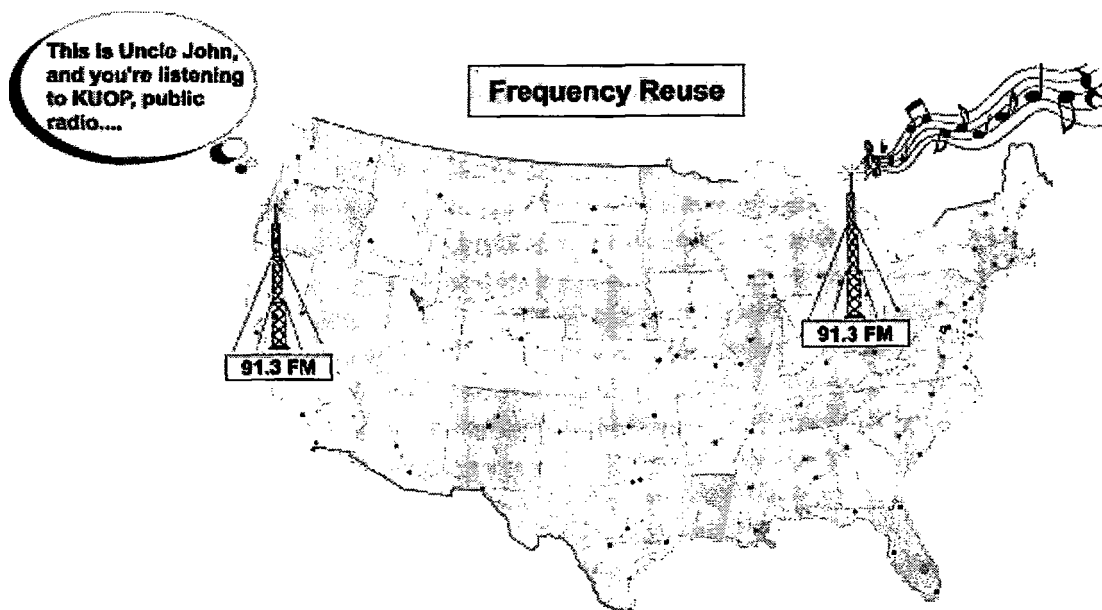 This is Uncle John,
and you're listening
to KUOP, public
radio....
Frequency Reuse
91.3 FM
91.3 FM